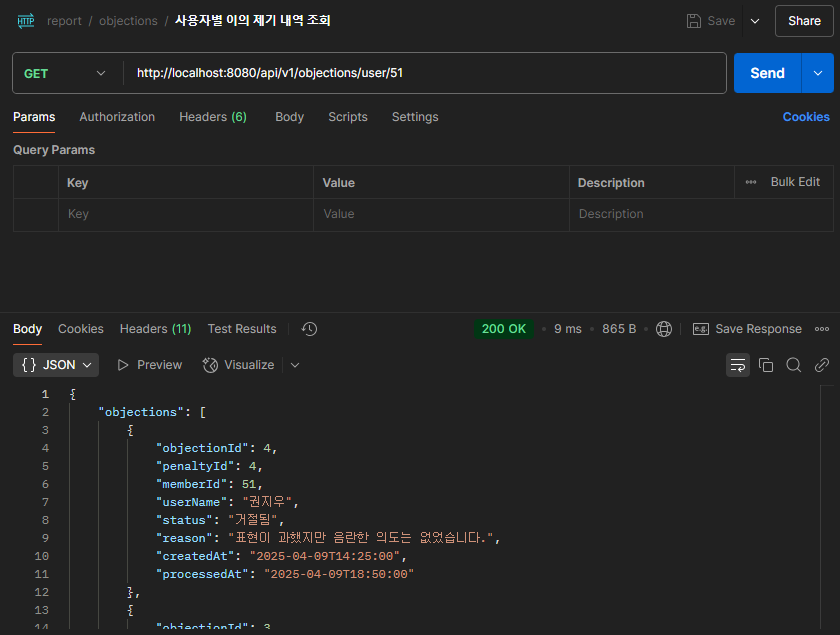 HTTP report / objections / 사용자별 이의 제기 내역 조회 Save Share
GET http://localhost:8080/api/v1/objections/user/51 Send
Params Authorization Headers (6) Body Scripts Settings Cookies
Query Params
Key Value Description ••• Bulk Edit
Key Value Description
Body Cookies Headers (11) Test Results 200 OK • 9 ms • 865 B • e.g. Save Response •••
{ } JSON Preview Visualize
1 {
2 "objections": [
3 {
4 "objectionId": 4,
5 "penaltyId": 4,
6 "memberId": 51,
7 "userName": "권지우",
8 "status": "거절됨",
9 "reason": "표현이 과했지만 음란한 의도는 없었습니다.",
10 "createdAt": "2025-04-09T14:25:00",
11 "processedAt": "2025-04-09T18:50:00"
12 },
13 {
14 "objectionId": 3,